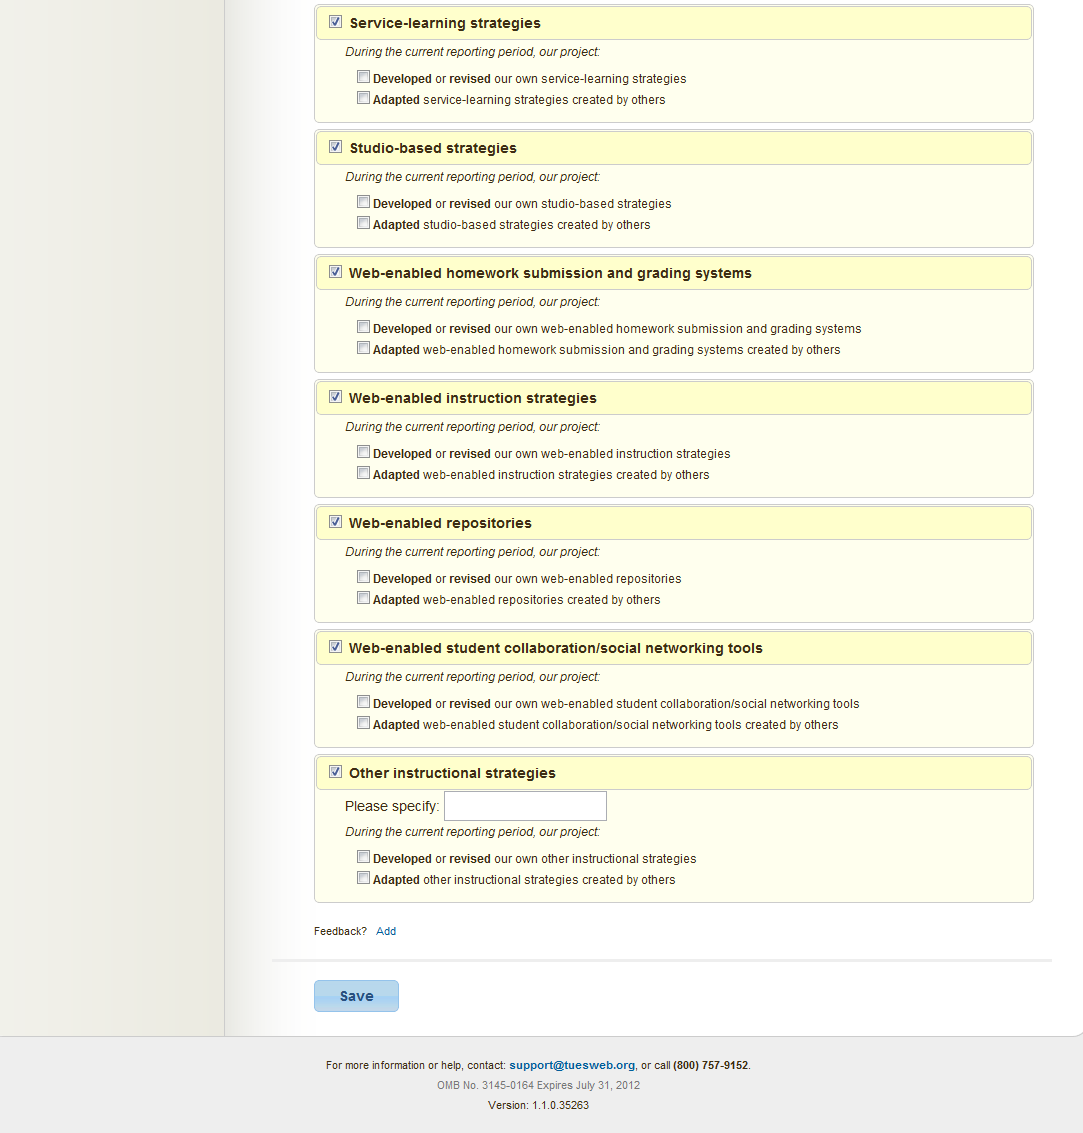 Service-learning strategies
During the current reporting period, our project:
Developed or revised our own service-learning strategies
Adapted service-learning strategies created by others
Studio-based strategies
During the current reporting period, our project:
Developed or revised our own studio-based strategies
Adapted studio-based strategies created by others
Web-enabled homework submission and grading systems
During the current reporting period, our project:
Developed or revised our own web-enabled homework submission and grading systems
Adapted web-enabled homework submission and grading systems created by others
Web-enabled instruction strategies
During the current reporting period, our project:
Developed or revised our own web-enabled instruction strategies
Adapted web-enabled instruction strategies created by others
Web-enabled repositories
During the current reporting period, our project:
Developed or revised our own web-enabled repositories
Adapted web-enabled repositories created by others
Web-enabled student collaboration/social networking tools
During the current reporting period, our project:
Developed or revised our own web-enabled student collaboration/social networking tools
Adapted web-enabled student collaboration/social networking tools created by others
Other instructional strategies
Please specify:
During the current reporting period, our project:
Developed or revised our own other instructional strategies
Adapted other instructional strategies created by others
Feedback? Add
Save
For more information or help, contact: support@tuesweb.org, or call (800) 757-9152.
OMB No. 3145-0164 Expires July 31, 2012
Version: 1.1.0.35263